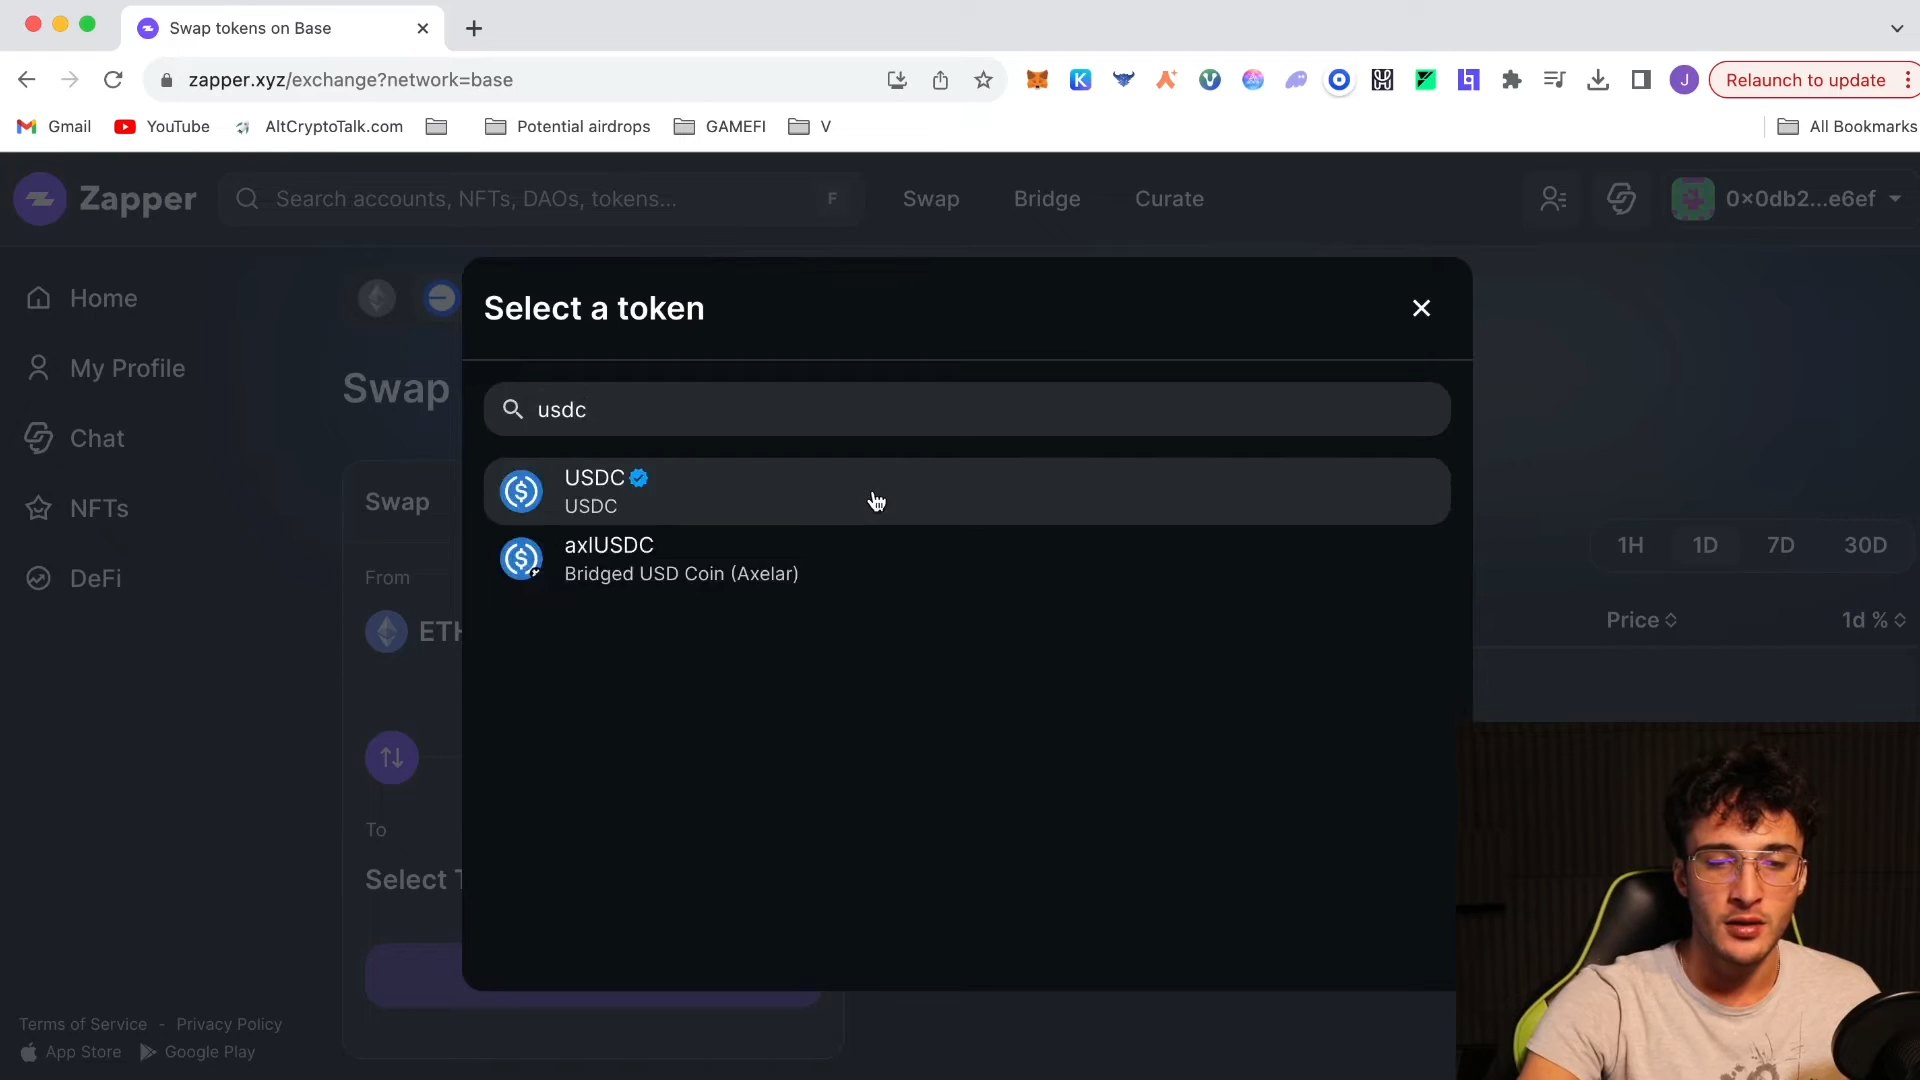 Swap tokens on Base
zapper.xyz/exchange?network=base
J
Relaunch to update
Gmail
YouTube
AltCryptoTalk.com
Potential airdrops
GAMEFI
V
All Bookmarks
Zapper
Search accounts, NFTs, DAOs, tokens...
F
Swap
Bridge
Curate
0x0db2...e6ef
Home
My Profile
Chat
NFTs
DeFi
Swap
Swap
From
ETH
To
Select T
Select a token
usdc
USDC
USDC
axlUSDC
Bridged USD Coin (Axelar)
1H
1D
7D
30D
Price
1d %
Terms of Service - Privacy Policy
App Store
Google Play